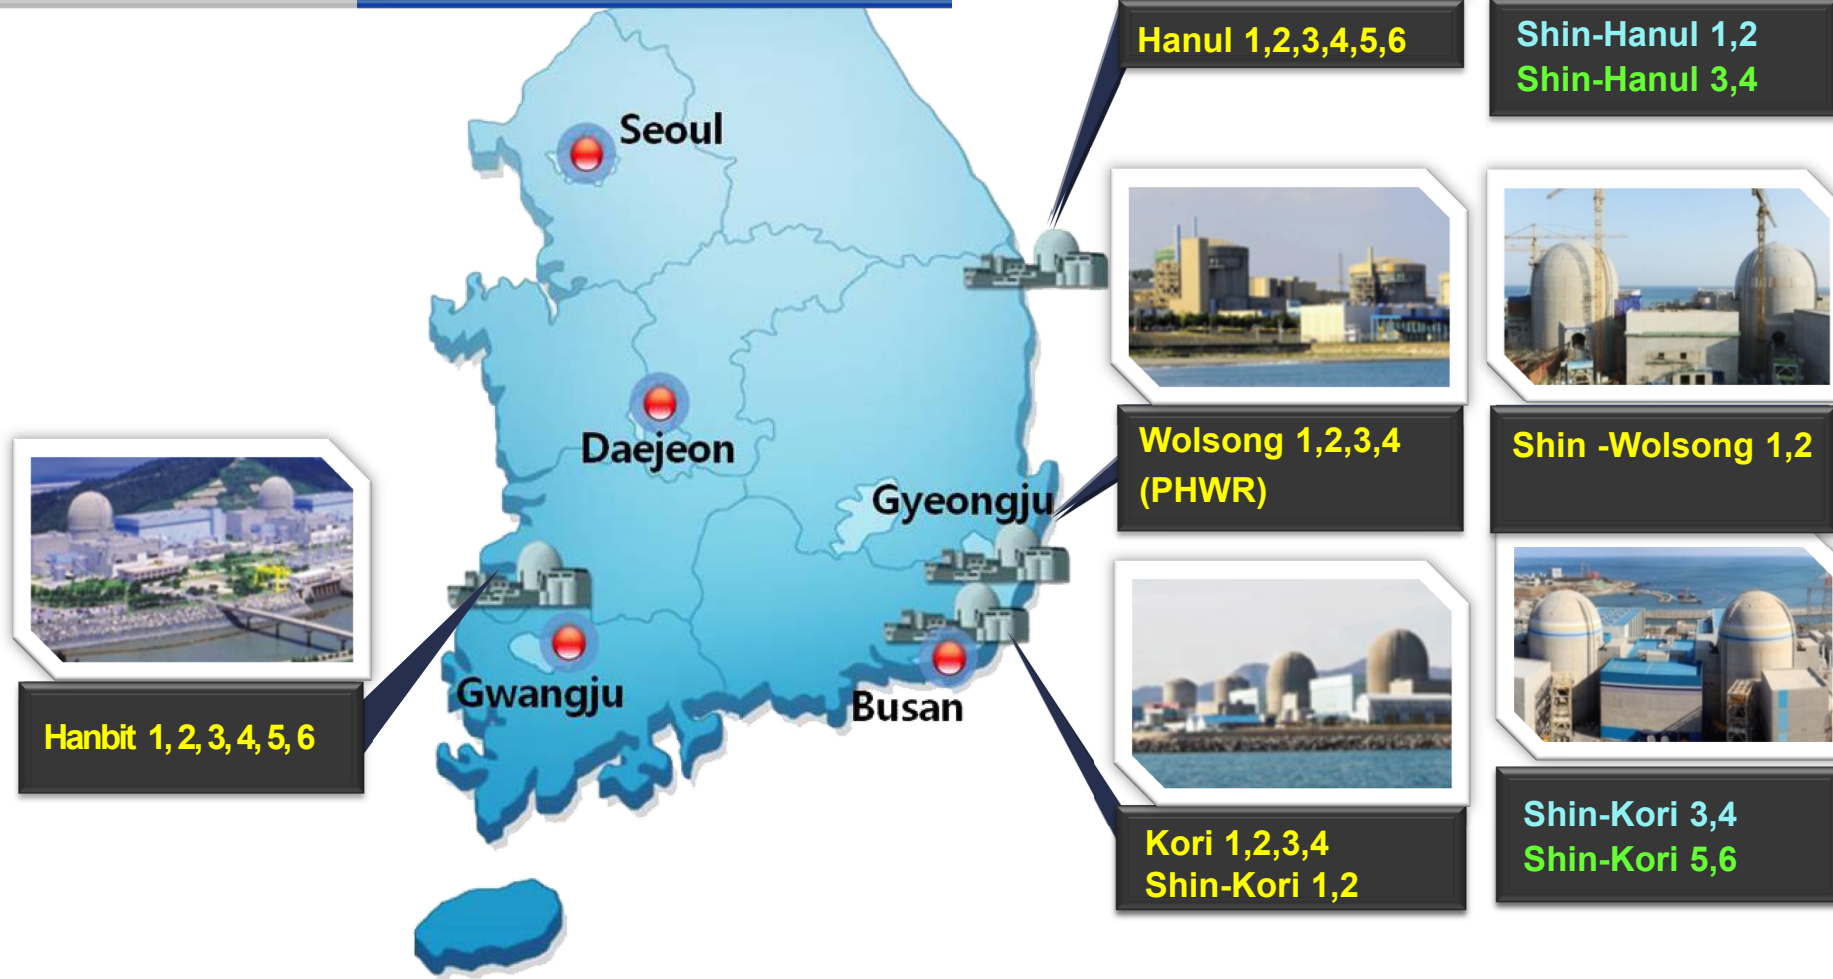 Hanul 1,2,3,4,5,6
Shin-Hanul 1,2
Shin-Hanul 3,4
Seoul
Daejeon
Gyeongju
Wolsong 1,2,3,4
(PHWR)
Shin -Wolsong 1,2
Gwangju
Busan
Hanbit 1, 2, 3, 4, 5, 6
Kori 1,2,3,4
Shin-Kori 1,2
Shin-Kori 3,4
Shin-Kori 5,6